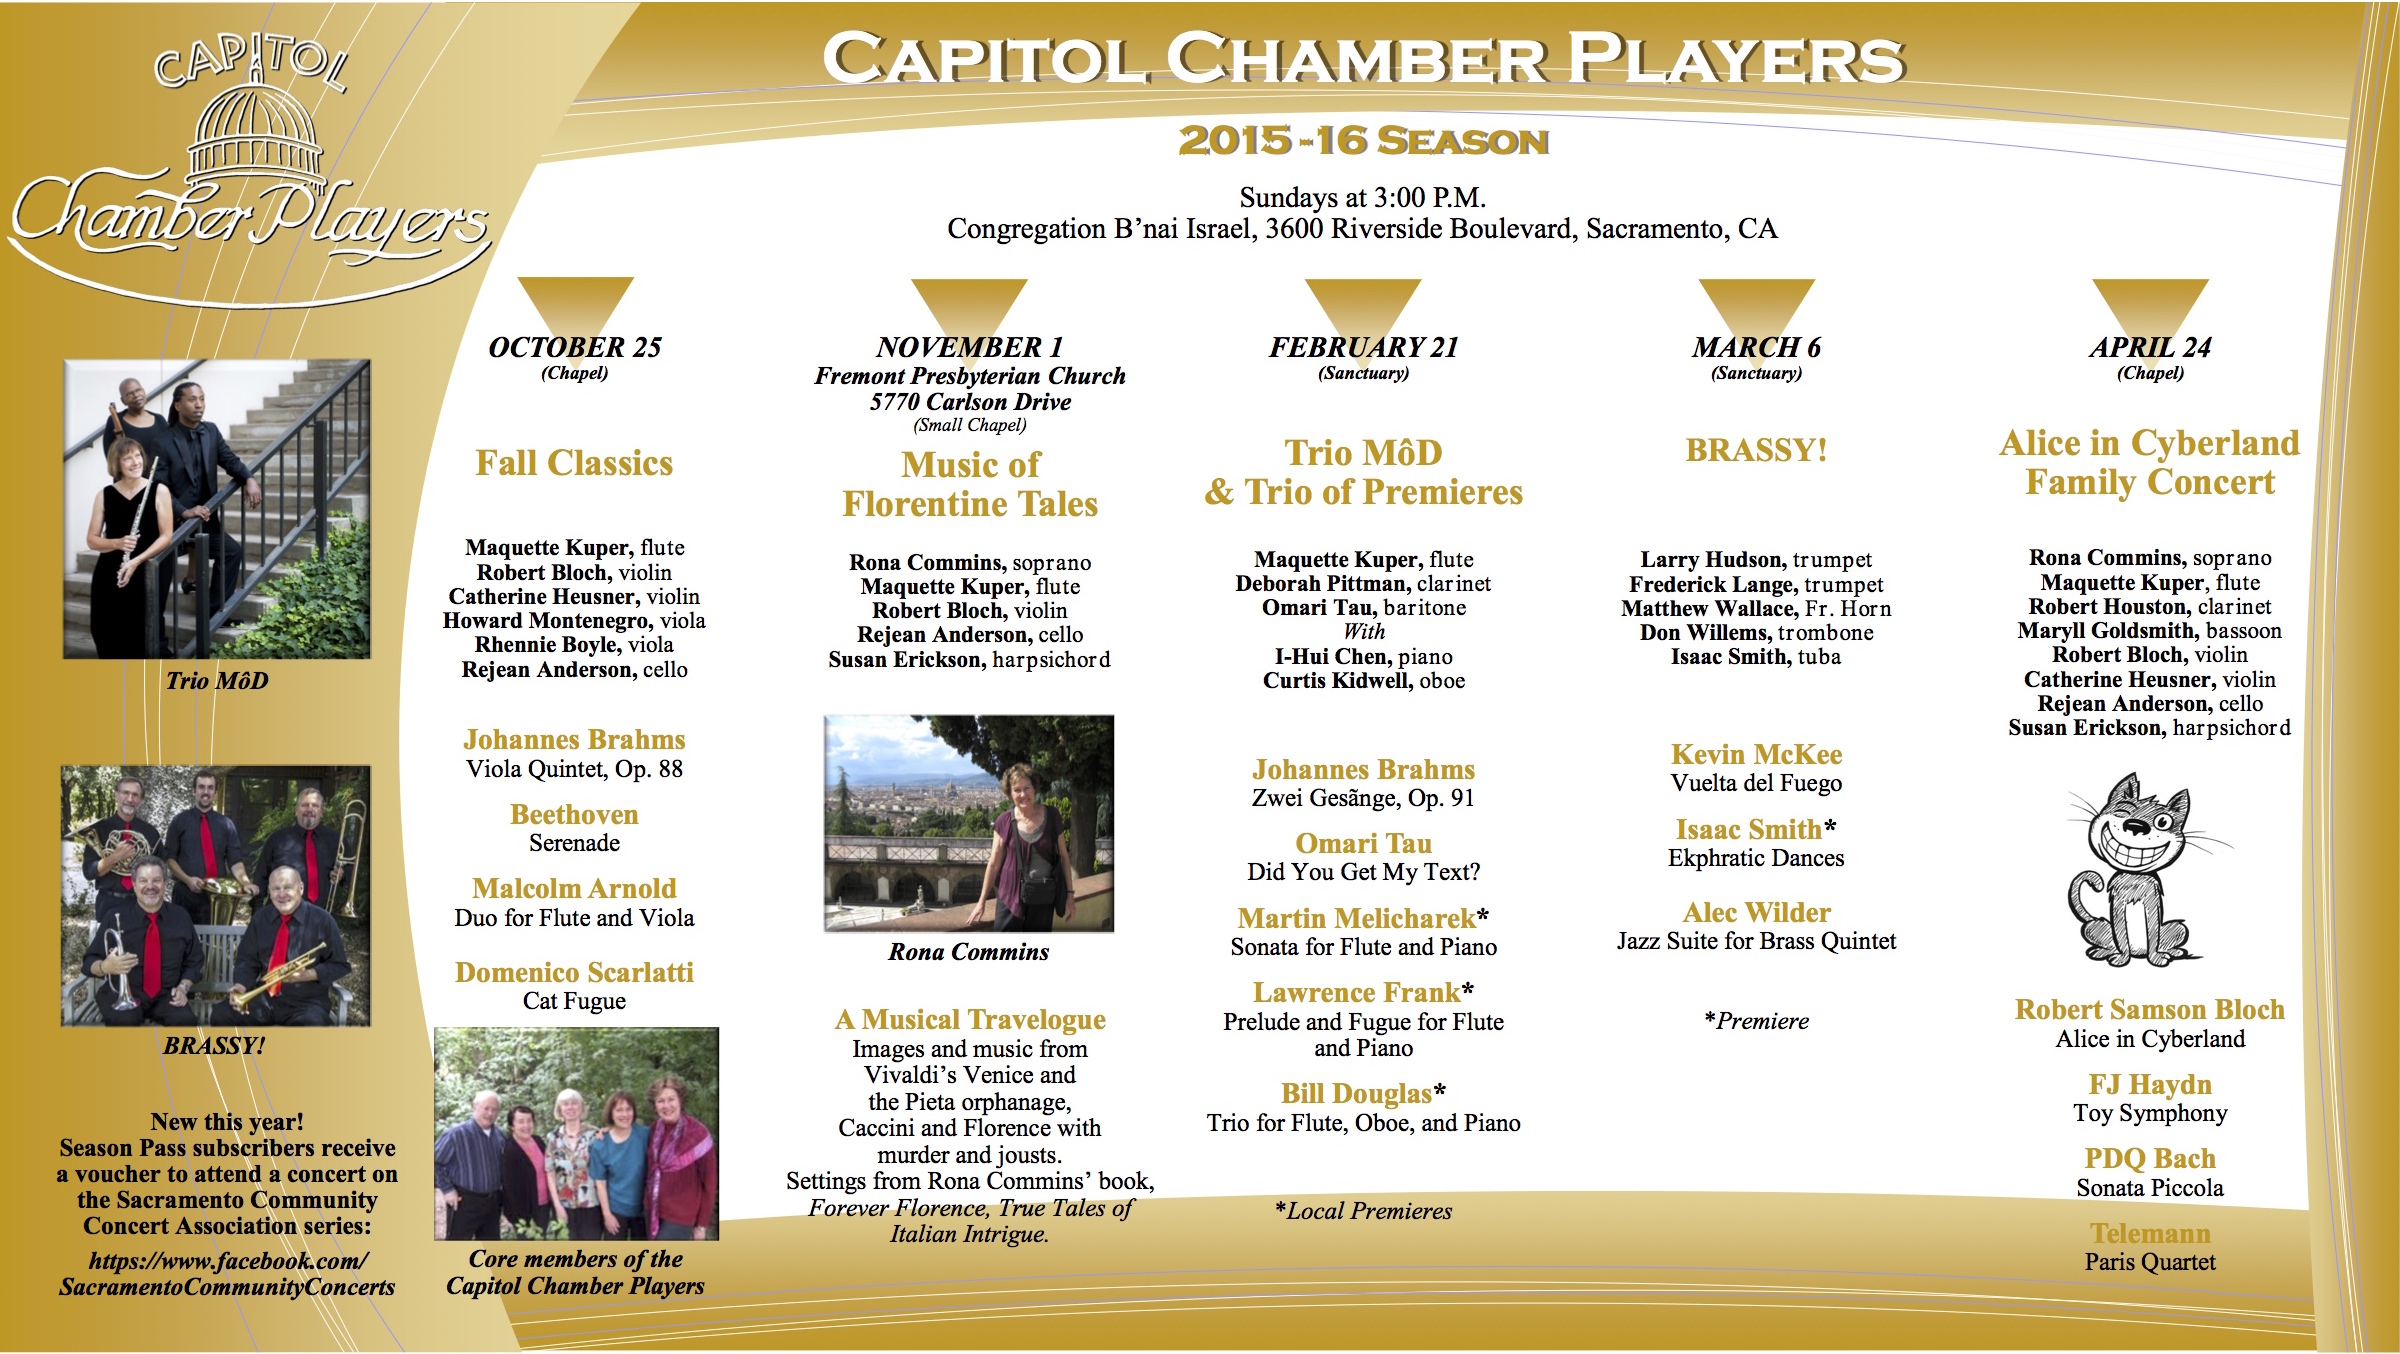 CAPITOL
Chamber Players
CAPITOL CHAMBER PLAYERS
2015-16 SEASON
Sundays at 3:00 P.M.
Congregation B’nai Israel, 3600 Riverside Boulevard, Sacramento, CA
Trio MôD
BRASSY!
New this year!
Season Pass subscribers receive
a voucher to attend a concert on
the Sacramento Community
Concert Association series:
https://www.facebook.com/
SacramentoCommunityConcerts
OCTOBER 25
(Chapel)
Fall Classics
Maquette Kuper, flute
Robert Bloch, violin
Catherine Heusner, violin
Howard Montenegro, viola
Rhennie Boyle, viola
Rejean Anderson, cello
Johannes Brahms
Viola Quintet, Op. 88
Beethoven
Serenade
Malcolm Arnold
Duo for Flute and Viola
Domenico Scarlatti
Cat Fugue
Core members of the
Capitol Chamber Players
NOVEMBER 1
Fremont Presbyterian Church
5770 Carlson Drive
(Small Chapel)
Music of
Florentine Tales
Rona Commins, soprano
Maquette Kuper, flute
Robert Bloch, violin
Rejean Anderson, cello
Susan Erickson, harpsichord
Rona Commins
A Musical Travelogue
Images and music from
Vivaldi’s Venice and
the Pieta orphanage,
Caccini and Florence with
murder and jousts.
Settings from Rona Commins’ book,
Forever Florence, True Tales of
Italian Intrigue.
FEBRUARY 21
(Sanctuary)
Trio MôD
& Trio of Premieres
Maquette Kuper, flute
Deborah Pittman, clarinet
Omari Tau, baritone
With
I-Hui Chen, piano
Curtis Kidwell, oboe
Johannes Brahms
Zwei Gesãnge, Op. 91
Omari Tau
Did You Get My Text?
Martin Melicharek*
Sonata for Flute and Piano
Lawrence Frank*
Prelude and Fugue for Flute
and Piano
Bill Douglas*
Trio for Flute, Oboe, and Piano
*Local Premieres
MARCH 6
(Sanctuary)
BRASSY!
Larry Hudson, trumpet
Frederick Lange, trumpet
Matthew Wallace, Fr. Horn
Don Willems, trombone
Isaac Smith, tuba
Kevin McKee
Vuelta del Fuego
Isaac Smith*
Ekphratic Dances
Alec Wilder
Jazz Suite for Brass Quintet
*Premiere
APRIL 24
(Chapel)
Alice in Cyberland
Family Concert
Rona Commins, soprano
Maquette Kuper, flute
Robert Houston, clarinet
Maryll Goldsmith, bassoon
Robert Bloch, violin
Catherine Heusner, violin
Rejean Anderson, cello
Susan Erickson, harpsichord
Robert Samson Bloch
Alice in Cyberland
FJ Haydn
Toy Symphony
PDQ Bach
Sonata Piccola
Telemann
Paris Quartet